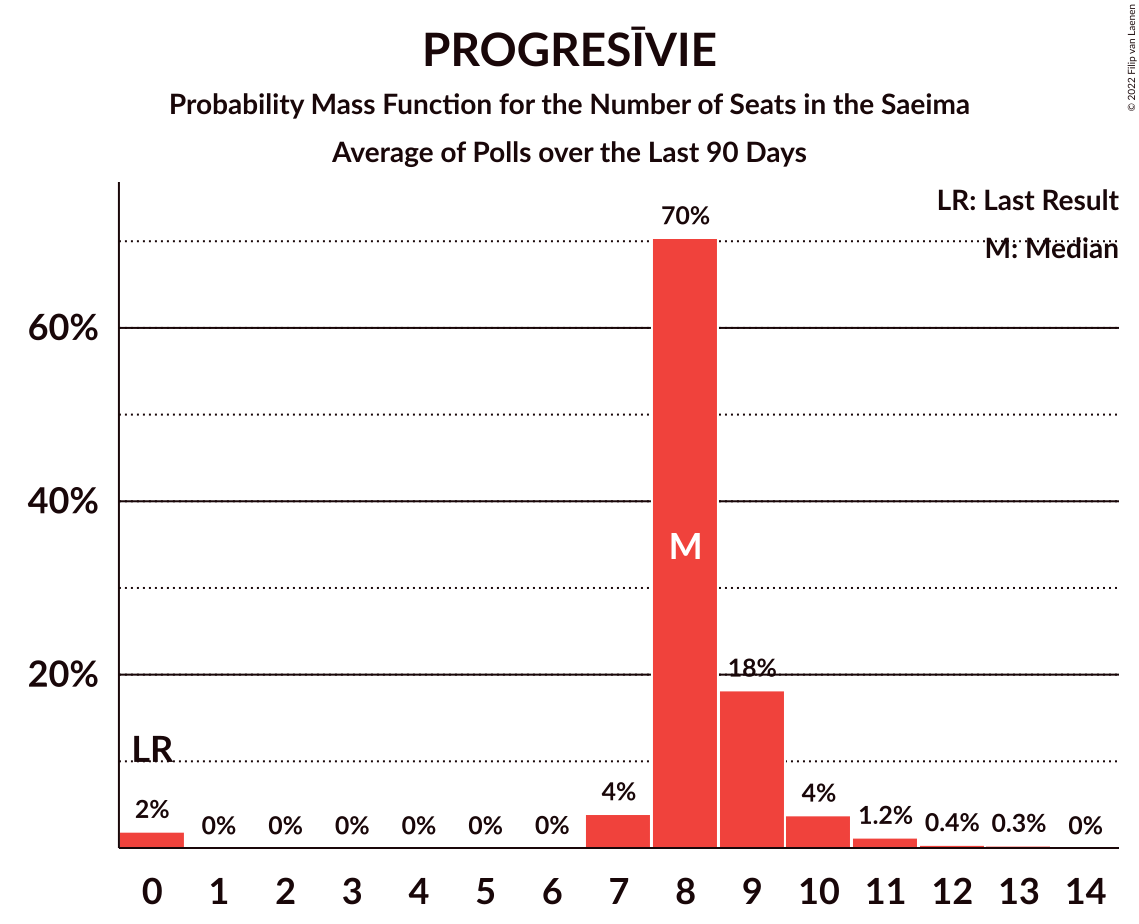 PROGRESĪVIE
Probability Mass Function for the Number of Seats in the Saeima
Average of Polls over the Last 90 Days
© 2022 Filip van Laenen
LR: Last Result
M: Median
70%
60%
40%
M
20%
18%
LR
2%
0%
0%
0%
0%
0%
0%
4%
4%
1.2%
0.4%
0.3%
0%
0 1 2 3 4 5 6 7 8 9 10 11 12 13 14